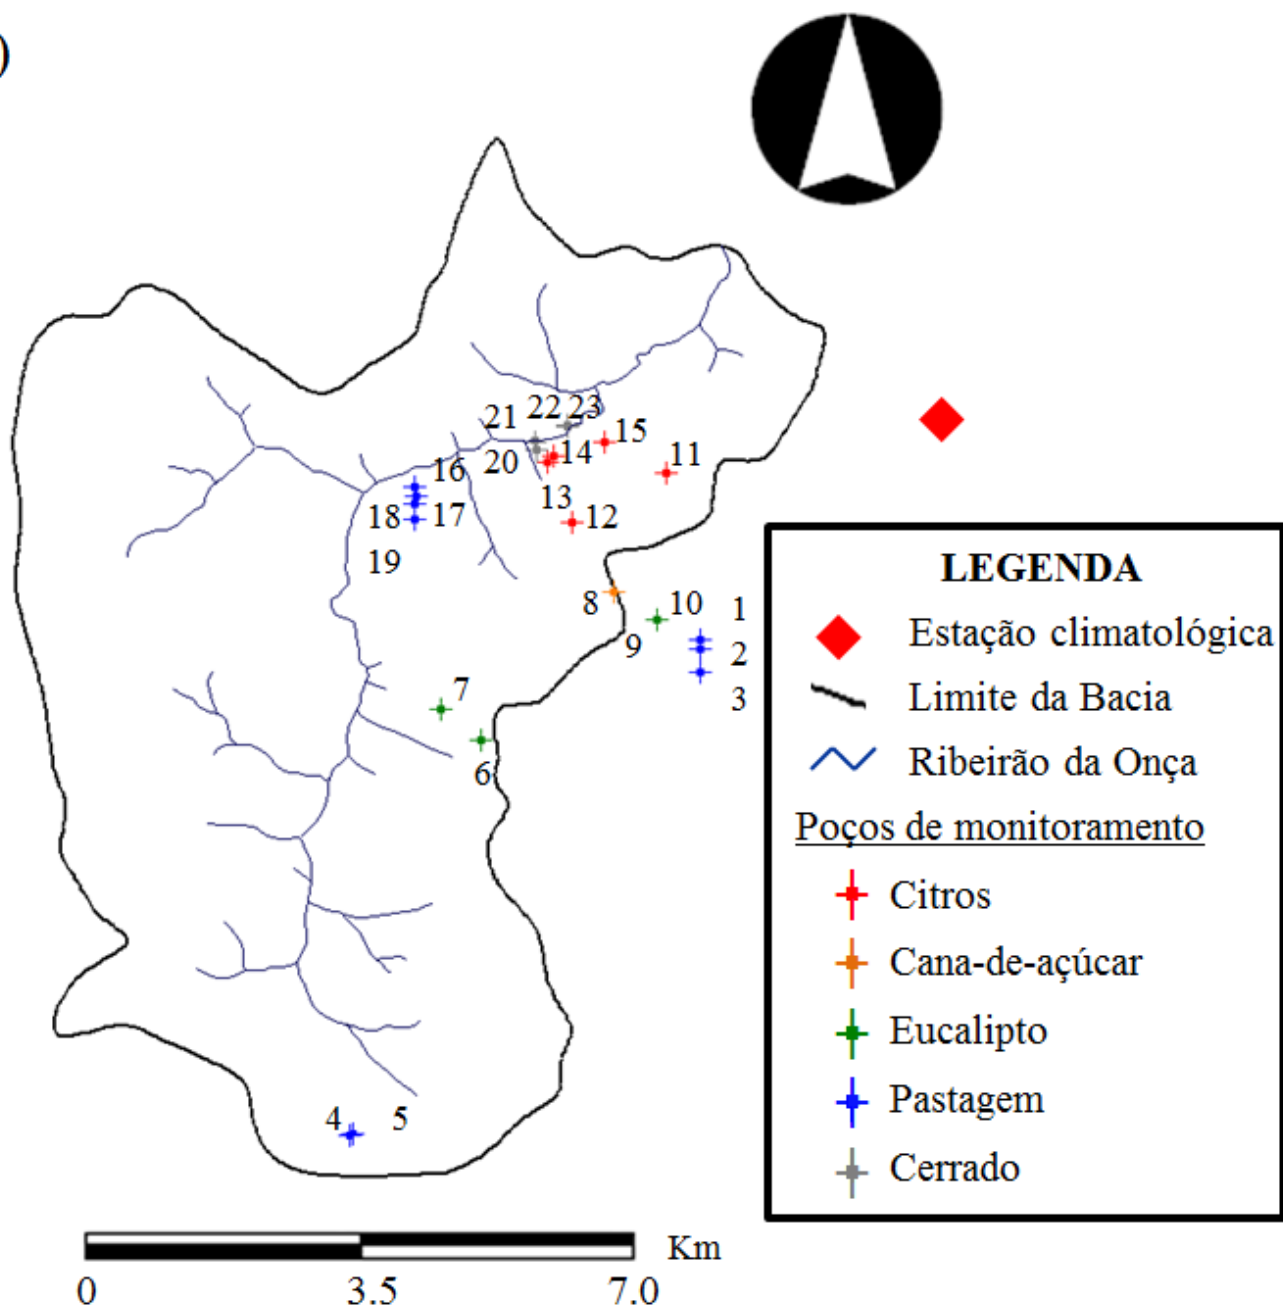 )
21 22 23
20 14 15
11
16
18 17
13
12
19
8
10 1
9 2
3
7
6
4 5
LEGENDA
Estação climatológica
Limite da Bacia
Ribeirão da Onça
Poços de monitoramento
Citros
Cana-de-açúcar
Eucalipto
Pastagem
Cerrado
Km
0 3.5 7.0